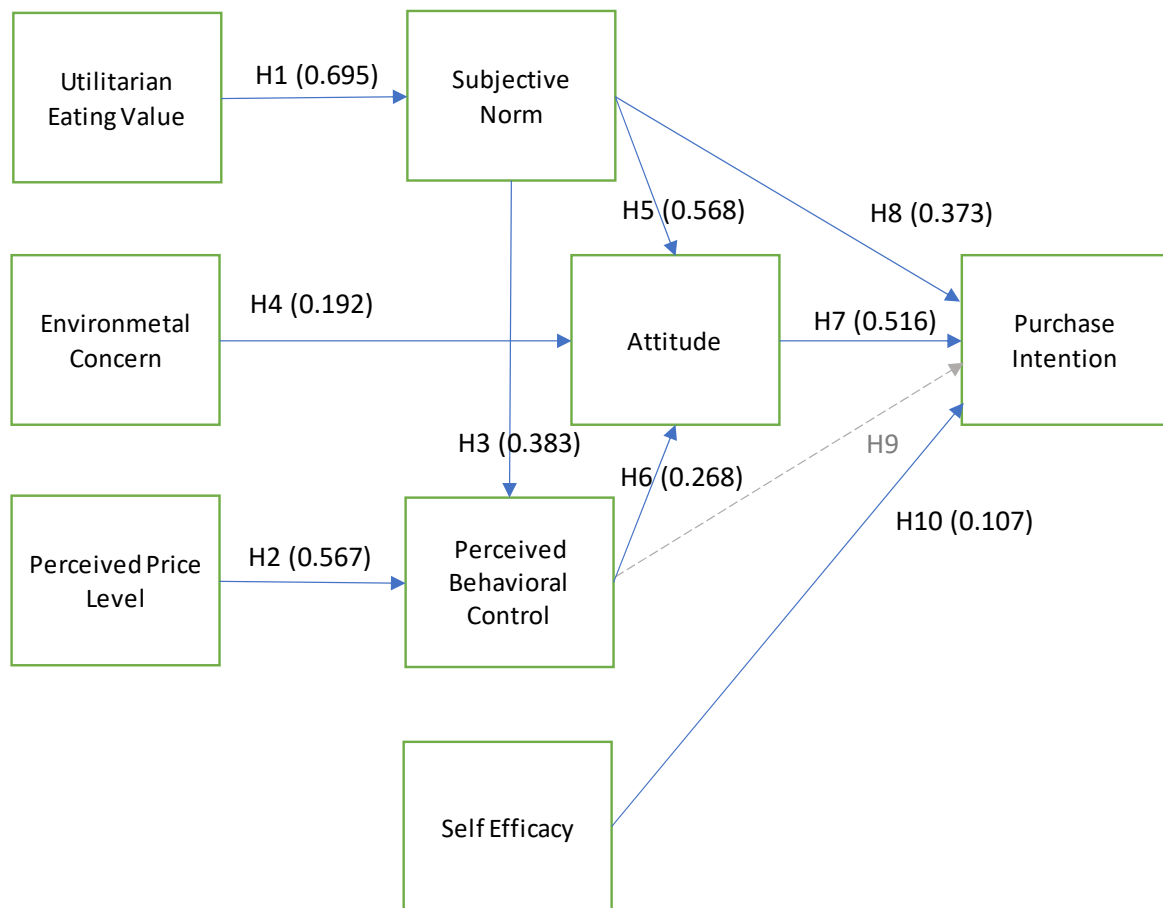 Utilitarian
Eating Value
H1 (0.695)
Subjective
Norm
H5 (0.568)
H8 (0.373)
Environmetal
Concern
H4 (0.192)
Attitude
H7 (0.516)
Purchase
Intention
H3 (0.383)
H6 (0.268)
H9
Perceived Price
Level
H2 (0.567)
Perceived
Behavioral
Control
H10 (0.107)
Self Efficacy